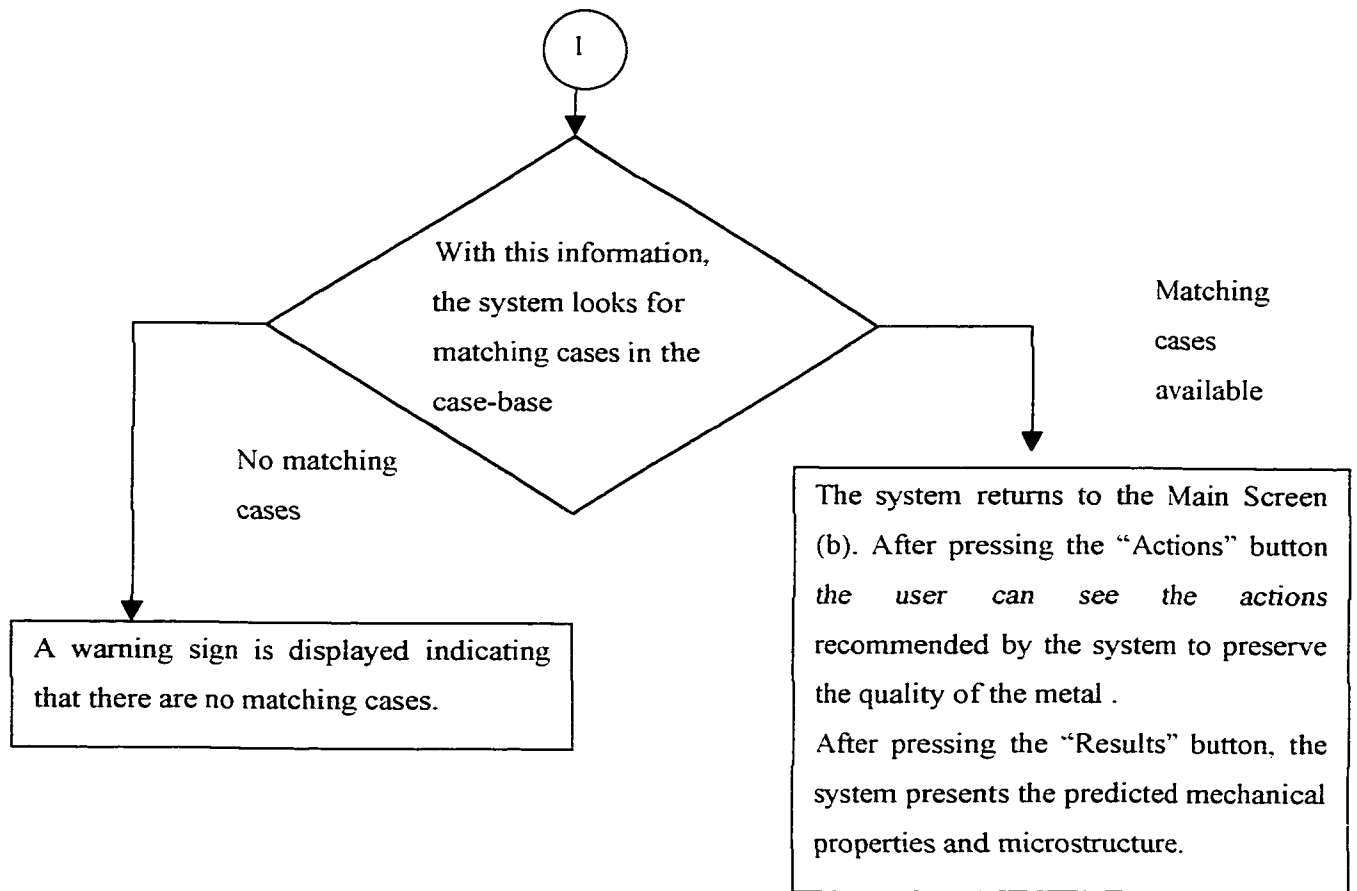 I
With this information,
the system looks for
matching cases in the
case-base
Matching
cases
available
No matching
cases
A warning sign is displayed indicating
that there are no matching cases.
The system returns to the Main Screen
(b). After pressing the “Actions” button
the user can see the actions
recommended by the system to preserve
the quality of the metal .
After pressing the “Results” button, the
system presents the predicted mechanical
properties and microstructure.